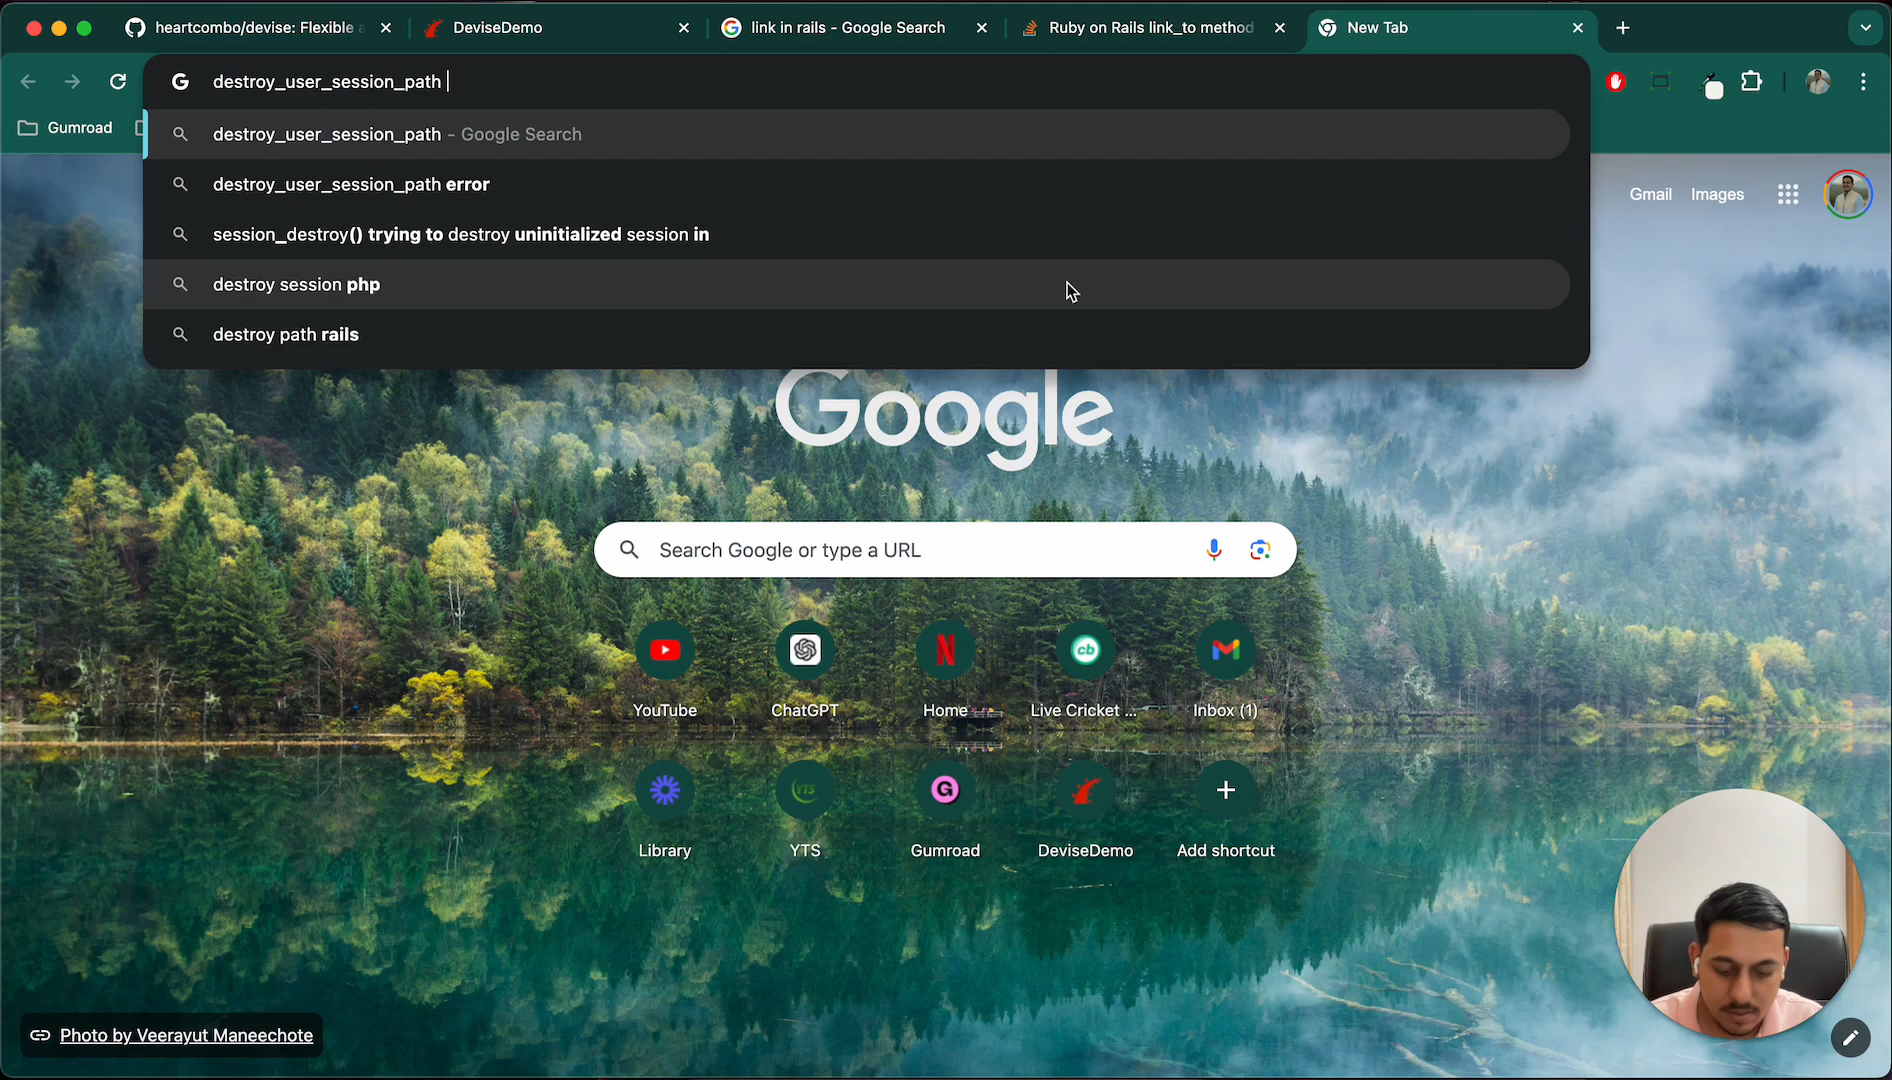 heartcombo/devise: Flexible a
DeviseDemo
link in rails - Google Search
Ruby on Rails link_to method
New Tab
destroy_user_session_path
Gumroad
destroy_user_session_path - Google Search
destroy_user_session_path error
session_destroy() trying to destroy uninitialized session in
destroy session php
destroy path rails
Gmail
Images
Google
Search Google or type a URL
YouTube
ChatGPT
Home
Live Cricket ...
Inbox (1)
Library
YTS
Gumroad
DeviseDemo
Add shortcut
Photo by Veerayut Maneechote